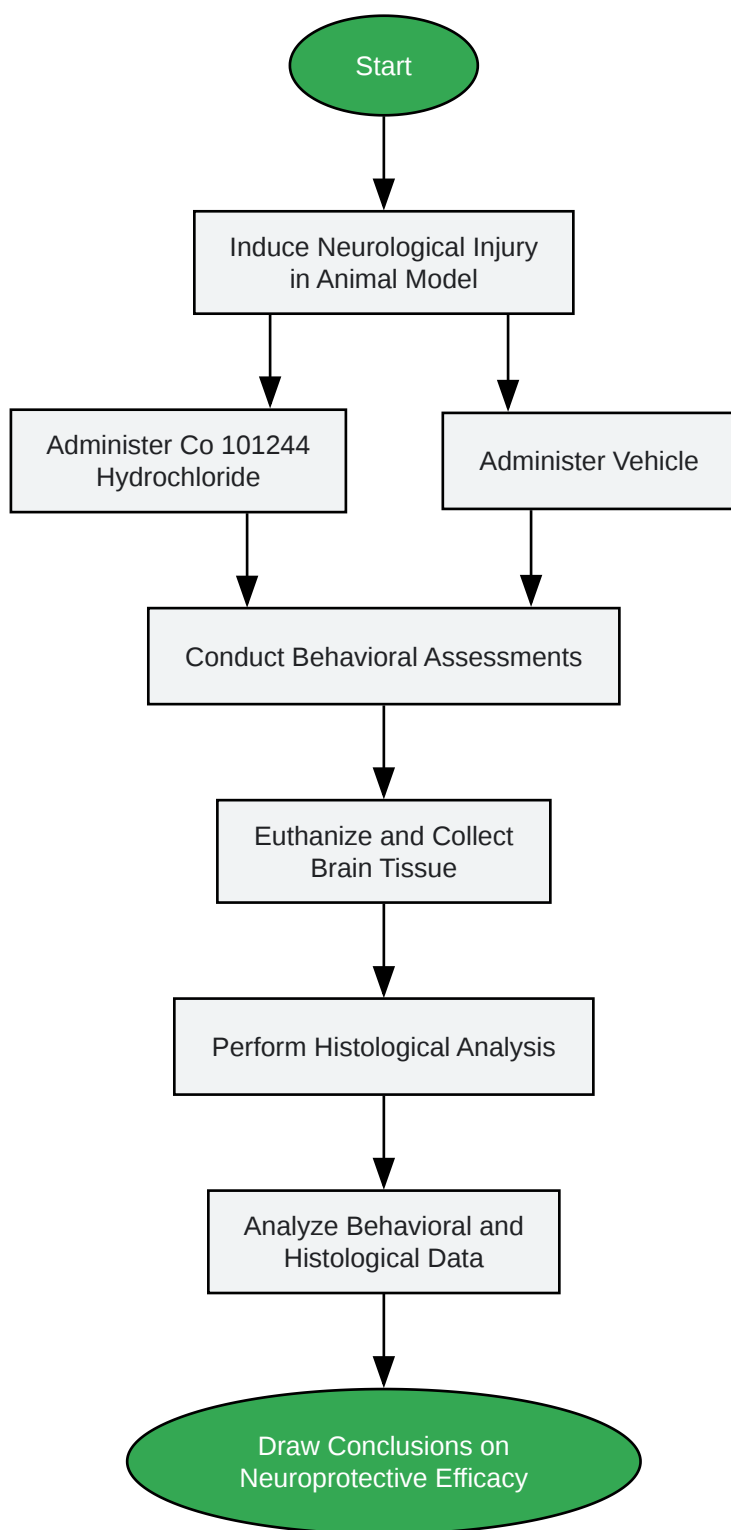 Start
Induce Neurological Injury
in Animal Model
Administer Co 101244
Hydrochloride
Administer Vehicle
Conduct Behavioral Assessments
Euthanize and Collect
Brain Tissue
Perform Histological Analysis
Analyze Behavioral and
Histological Data
Draw Conclusions on
Neuroprotective Efficacy